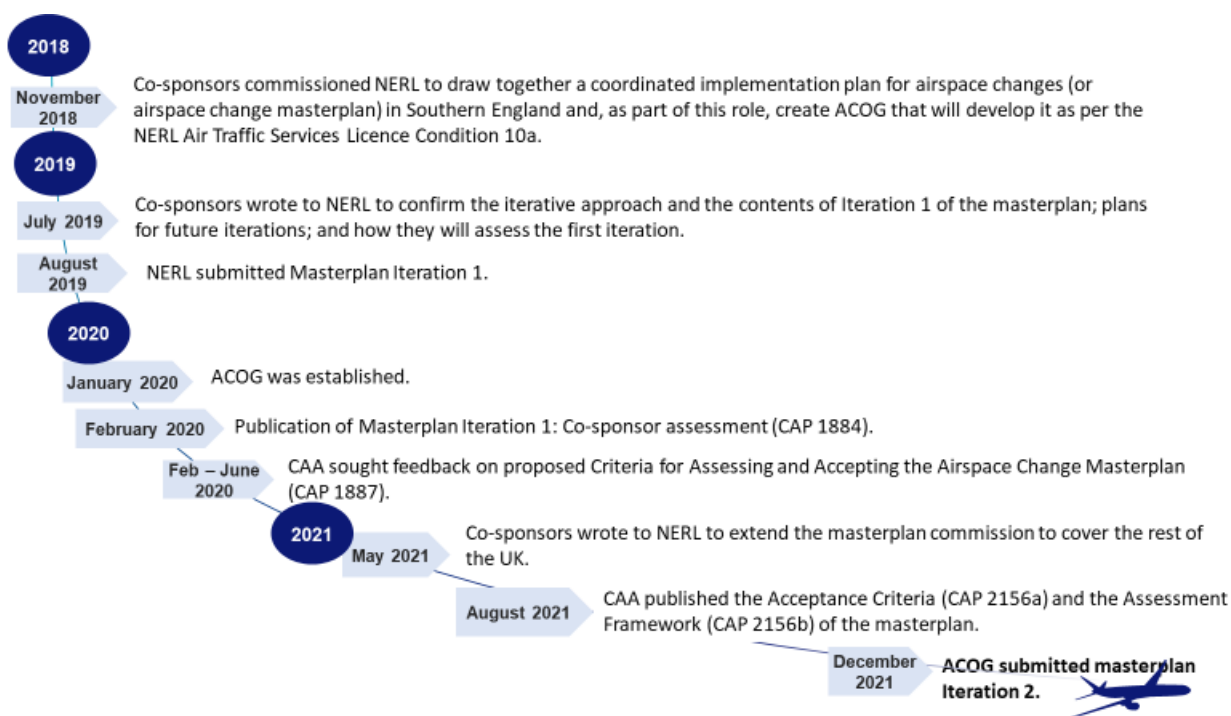 2018
November
2018
Co-sponsors commissioned NERL to draw together a coordinated implementation plan for airspace changes (or
airspace change masterplan) in Southern England and, as part of this role, create ACOG that will develop it as per the
NERL Air Traffic Services Licence Condition 10a.
2019
July 2019
Co-sponsors wrote to NERL to confirm the iterative approach and the contents of Iteration 1 of the masterplan; plans
for future iterations; and how they will assess the first iteration.
August
2019
NERL submitted Masterplan Iteration 1.
2020
January 2020
ACOG was established.
February 2020
Publication of Masterplan Iteration 1: Co-sponsor assessment (CAP 1884).
Feb – June
2020
CAA sought feedback on proposed Criteria for Assessing and Accepting the Airspace Change Masterplan
(CAP 1887).
2021
May 2021
Co-sponsors wrote to NERL to extend the masterplan commission to cover the rest of
the UK.
August 2021
CAA published the Acceptance Criteria (CAP 2156a) and the Assessment
Framework (CAP 2156b) of the masterplan.
December
2021
ACOG submitted masterplan
Iteration 2.